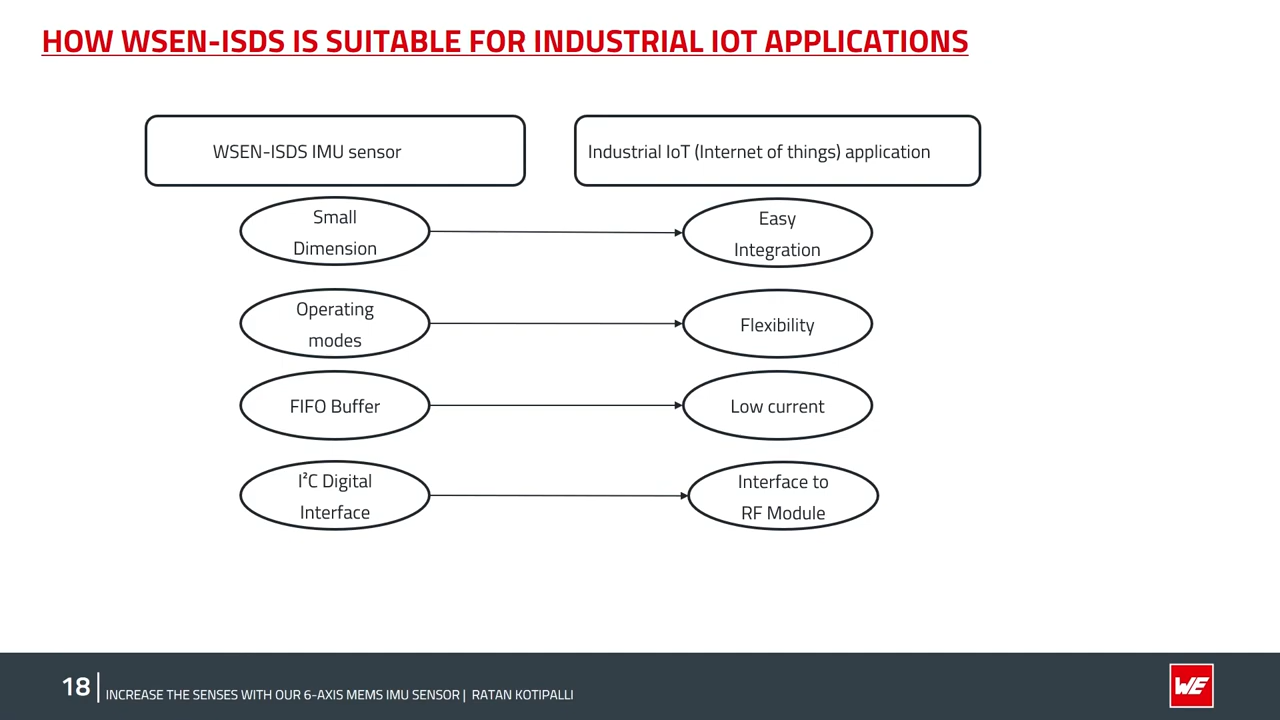 HOW WSEN-ISDS IS SUITABLE FOR INDUSTRIAL IOT APPLICATIONS
WSEN-ISDS IMU sensor
Industrial IoT (Internet of things) application
Small
Dimension
Easy
Integration
Operating
modes
Flexibility
FIFO Buffer
Low current
I²C Digital
Interface
Interface to
RF Module
18
INCREASE THE SENSES WITH OUR 6-AXIS MEMS IMU SENSOR | RATAN KOTIPALLI
WE